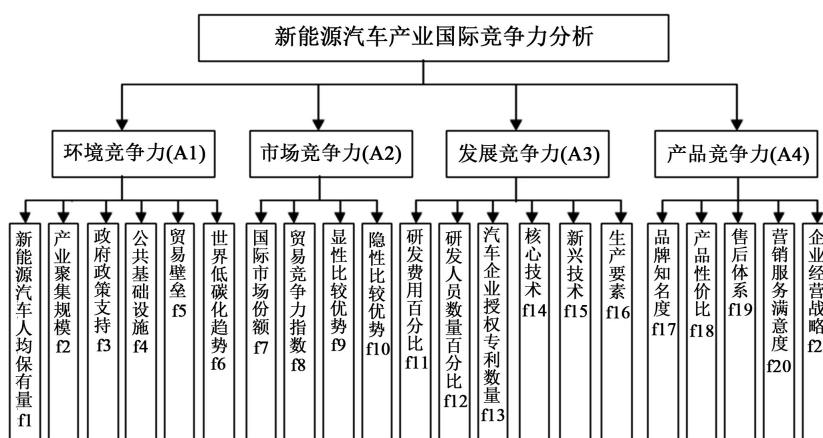 新能源汽车产业国际竞争力分析
环境竞争力(A1)
市场竞争力(A2)
发展竞争力(A3)
产品竞争力(A4)
新能源汽车人均保有量f1
产业聚集规模f2
政府政策支持f3
公共基础设施f4
贸易壁垒f5
世界低碳化趋势f6
国际市场份额f7
贸易竞争力指数f8
显性比较优势f9
隐性比较优势f10
研发费用百分比f11
研发人员数量百分比f12
汽车企业授权专利数量f13
核心技术f14
新兴技术f15
生产要素f16
品牌知名度f17
产品性价比f18
售后体系f19
营销服务满意度f20
企业经营战略f2